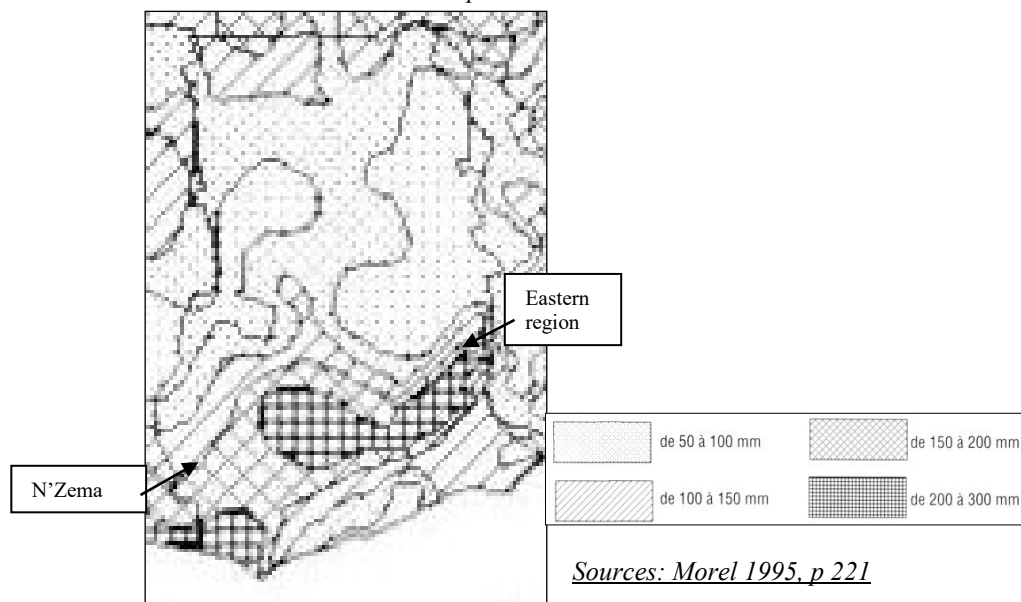 Eastern
region
N'Zema
de 50 à 100 mm
de 150 à 200 mm
de 100 à 150 mm
de 200 à 300 mm
Sources: Morel 1995, p 221